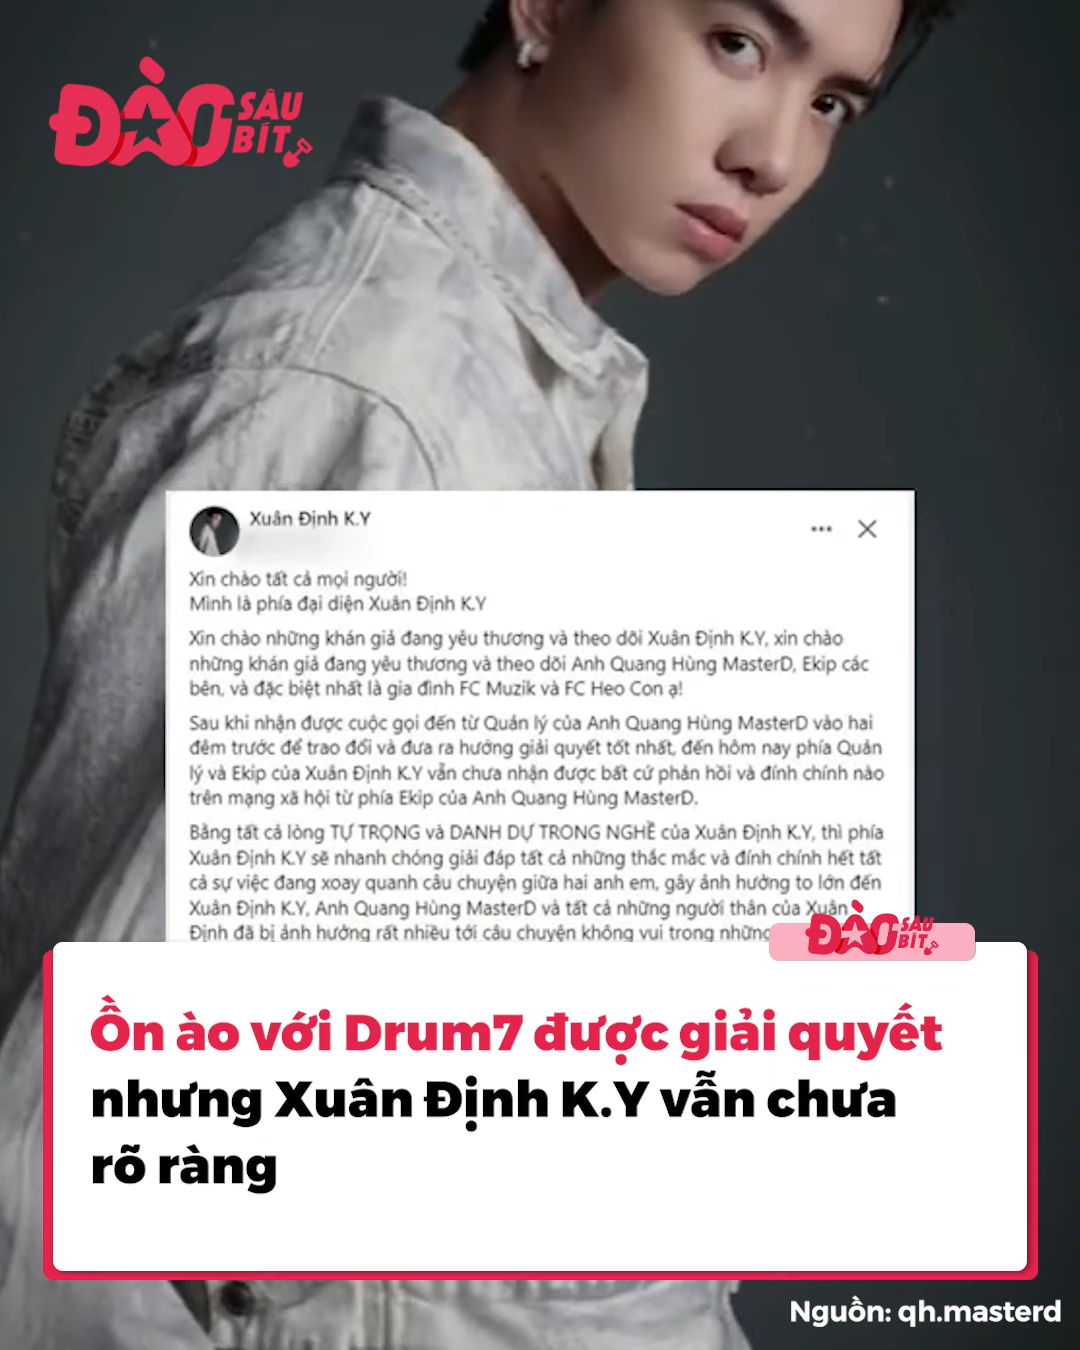 ĐÀO SÂU BÍT
Xuân Định K.Y
Xin chào tất cả mọi người!
Mình là phía đại diện Xuân Định K.Y
Xin chào những khán giả đang yêu thương và theo dõi Xuân Định K.Y, xin chào
những khán giả đang yêu thương và theo dõi Anh Quang Hùng MasterD, Ekip các
bên, và đặc biệt nhất là gia đình FC Muzik và FC Heo Con ạ!
Sau khi nhận được cuộc gọi đến từ Quản lý của Anh Quang Hùng MasterD vào hai
đêm trước để trao đổi và đưa ra hướng giải quyết tốt nhất, đến hôm nay phía Quản
lý và Ekip của Xuân Định K.Y vẫn chưa nhận được bất cứ phản hồi và đính chính nào
trên mạng xã hội từ phía Ekip của Anh Quang Hùng MasterD.
Bằng tất cả lòng TỰ TRỌNG và DANH DỰ TRONG NGHỀ của Xuân Định K.Y, thì phía
Xuân Định K.Y sẽ nhanh chóng giải đáp tất cả những thắc mắc và đính chính hết tất
cả sự việc đang xoay quanh câu chuyện giữa hai anh em, gây ảnh hưởng to lớn đến
Xuân Định K.Y, Anh Quang Hùng MasterD và tất cả những người thân của Xuân
Định đã bị ảnh hưởng rất nhiều tới câu chuyện không vui trong những
ĐÀO SÂU BÍT
Ồn ào với Drum7 được giải quyết
nhưng Xuân Định K.Y vẫn chưa
rõ ràng
Nguồn: qh.masterd